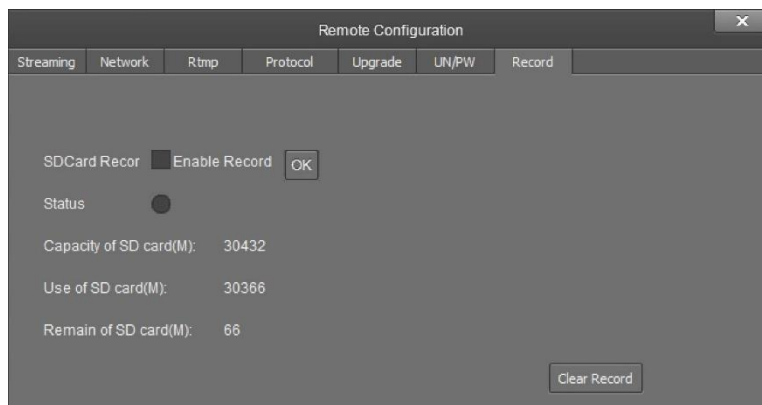 Remote Configuration
X
Streaming Network Rtmp Protocol Upgrade UN/PW Record
SDCard Recor Enable Record OK
Status
Capacity of SD card(M): 30432
Use of SD card(M): 30366
Remain of SD card(M): 66
Clear Record